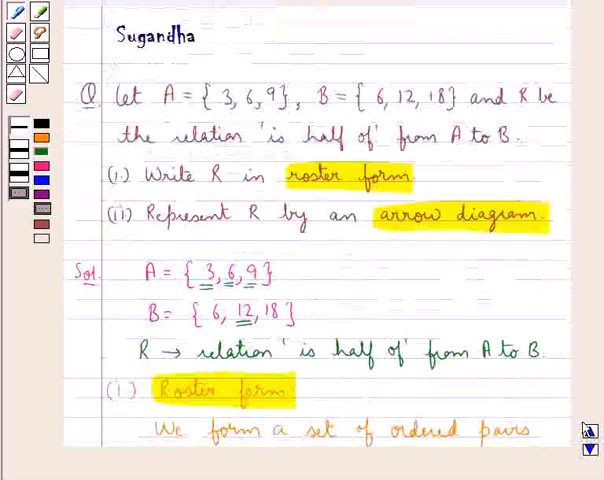 Sugandha
Q. Let A = { 3, 6, 9 }, B = { 6, 12, 18 } and R be
the relation 'is half of' from A to B.
(i.) Write R in roster form.
(ii) Represent R by an arrow diagram.
Sol. A = { 3, 6, 9 }
B = { 6, 12, 18 }
R → relation 'is half of' from A to B.
(i.) Roster form
We form a set of ordered pairs